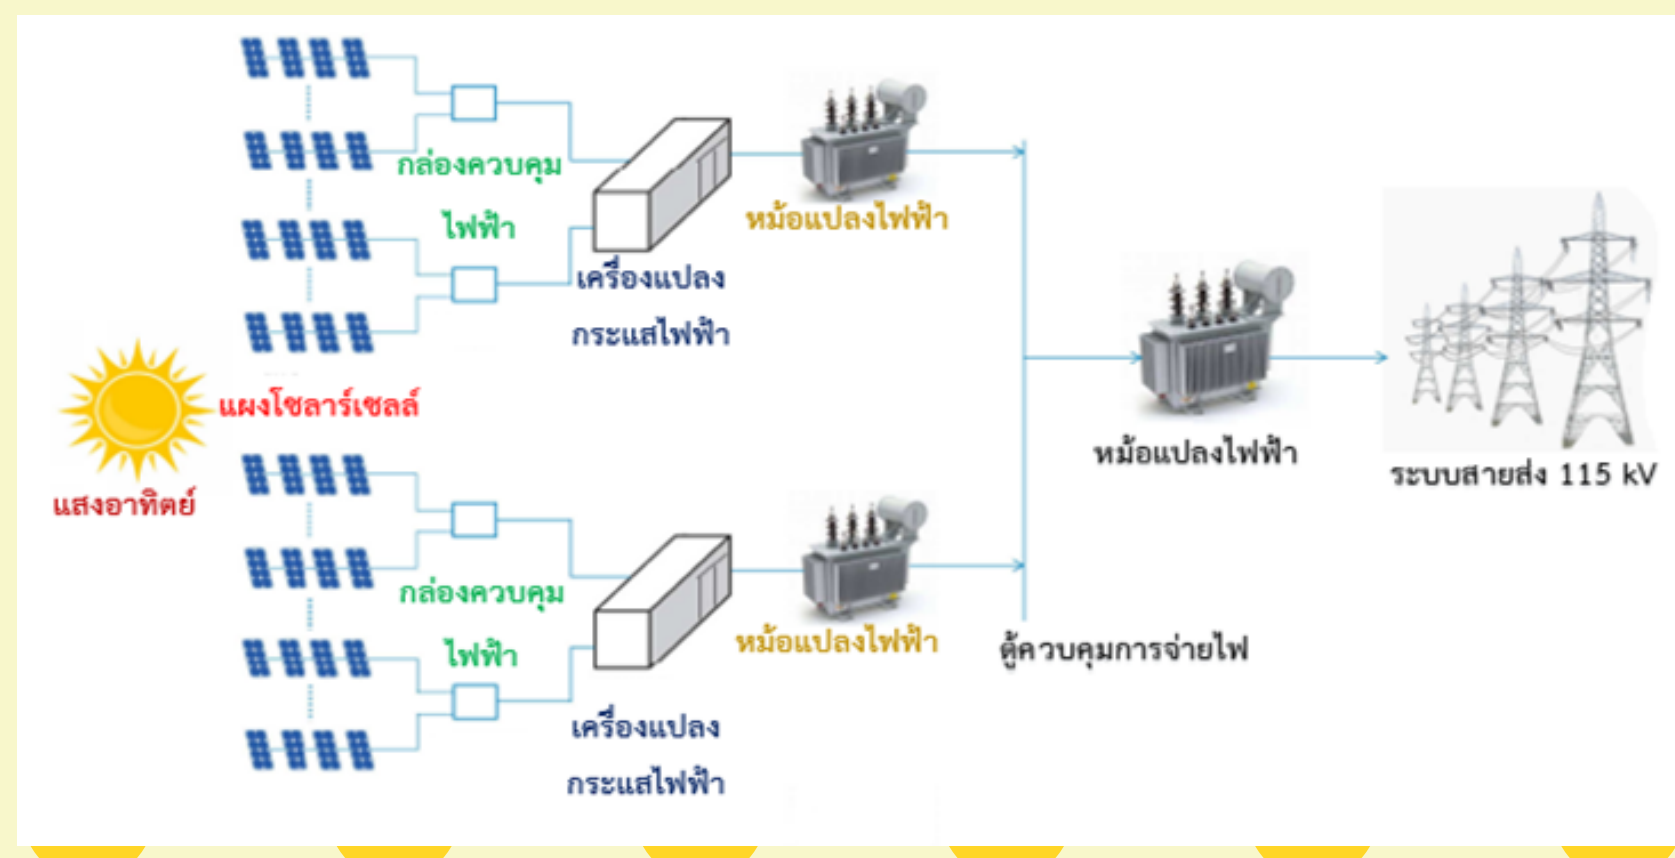 กล่องควบคุม
ไฟฟ้า
หม้อแปลงไฟฟ้า
เครื่องแปลง
กระแสไฟฟ้า
แผงโซลาร์เซลล์
แสงอาทิตย์
หม้อแปลงไฟฟ้า
ระบบสายส่ง 115 kV
กล่องควบคุม
ไฟฟ้า
หม้อแปลงไฟฟ้า
ตู้ควบคุมการจ่ายไฟ
เครื่องแปลง
กระแสไฟฟ้า